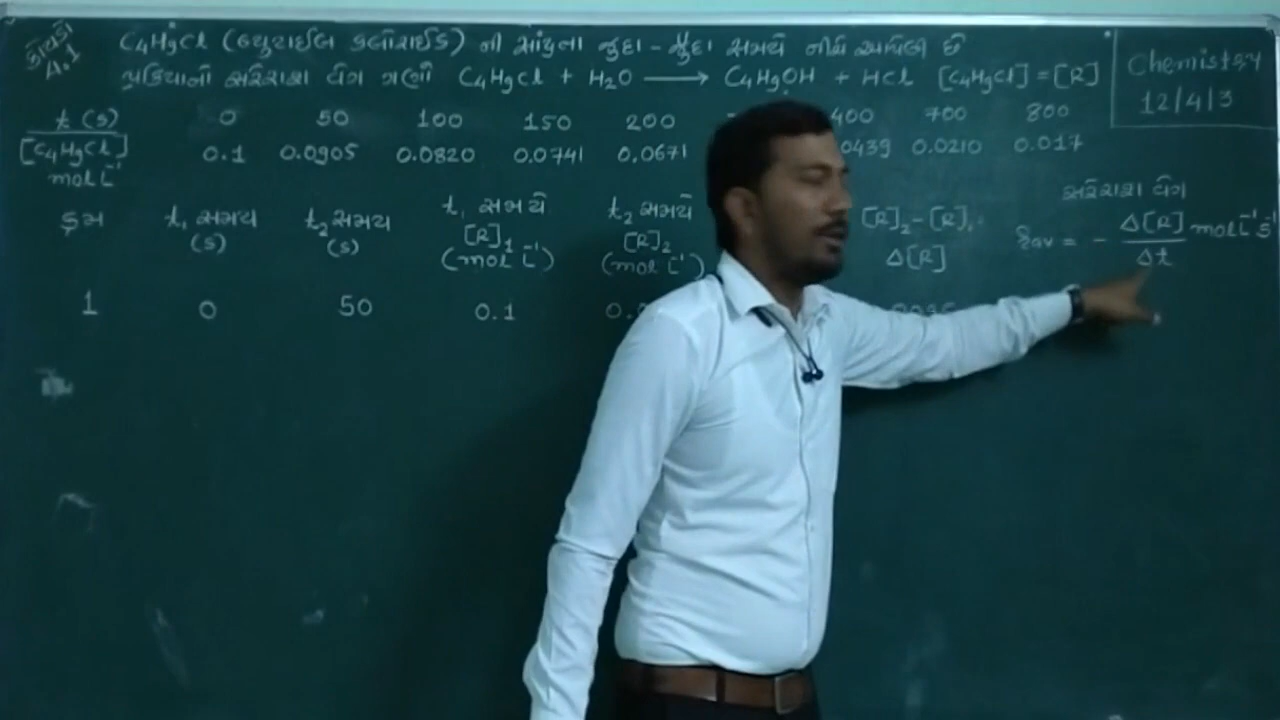 કોયડો
A.1
C₄H₉Cl (બ્યુટાઈલ ક્લોરાઈડ) ની સાંદ્રતા જુદા-જુદા સમયે નીચે આપેલી છે
પ્રક્રિયાનો સરેરાશ વેગ ગણો C₄H₉Cl + H₂O ⟶ C₄H₉OH + HCl [C₄H₉Cl] = [R]
Chemistry
12/4/3
t (s) 0 50 100 150 200 400 700 800
[C₄H₉Cl] mol L⁻¹ 0.1 0.0905 0.0820 0.0741 0.0671 0439 0.0210 0.017
સરેરાશ વેગ
ક્રમ t₁ સમય (s) t₂ સમય (s) t₁ સમયે [R]₁ (mol L⁻¹) t₂ સમયે [R]₂ (mol L⁻¹) [R]₂-[R]₁ Δ[R] rav = - Δ[R]/Δt mol L⁻¹ s⁻¹
1 0 50 0.1